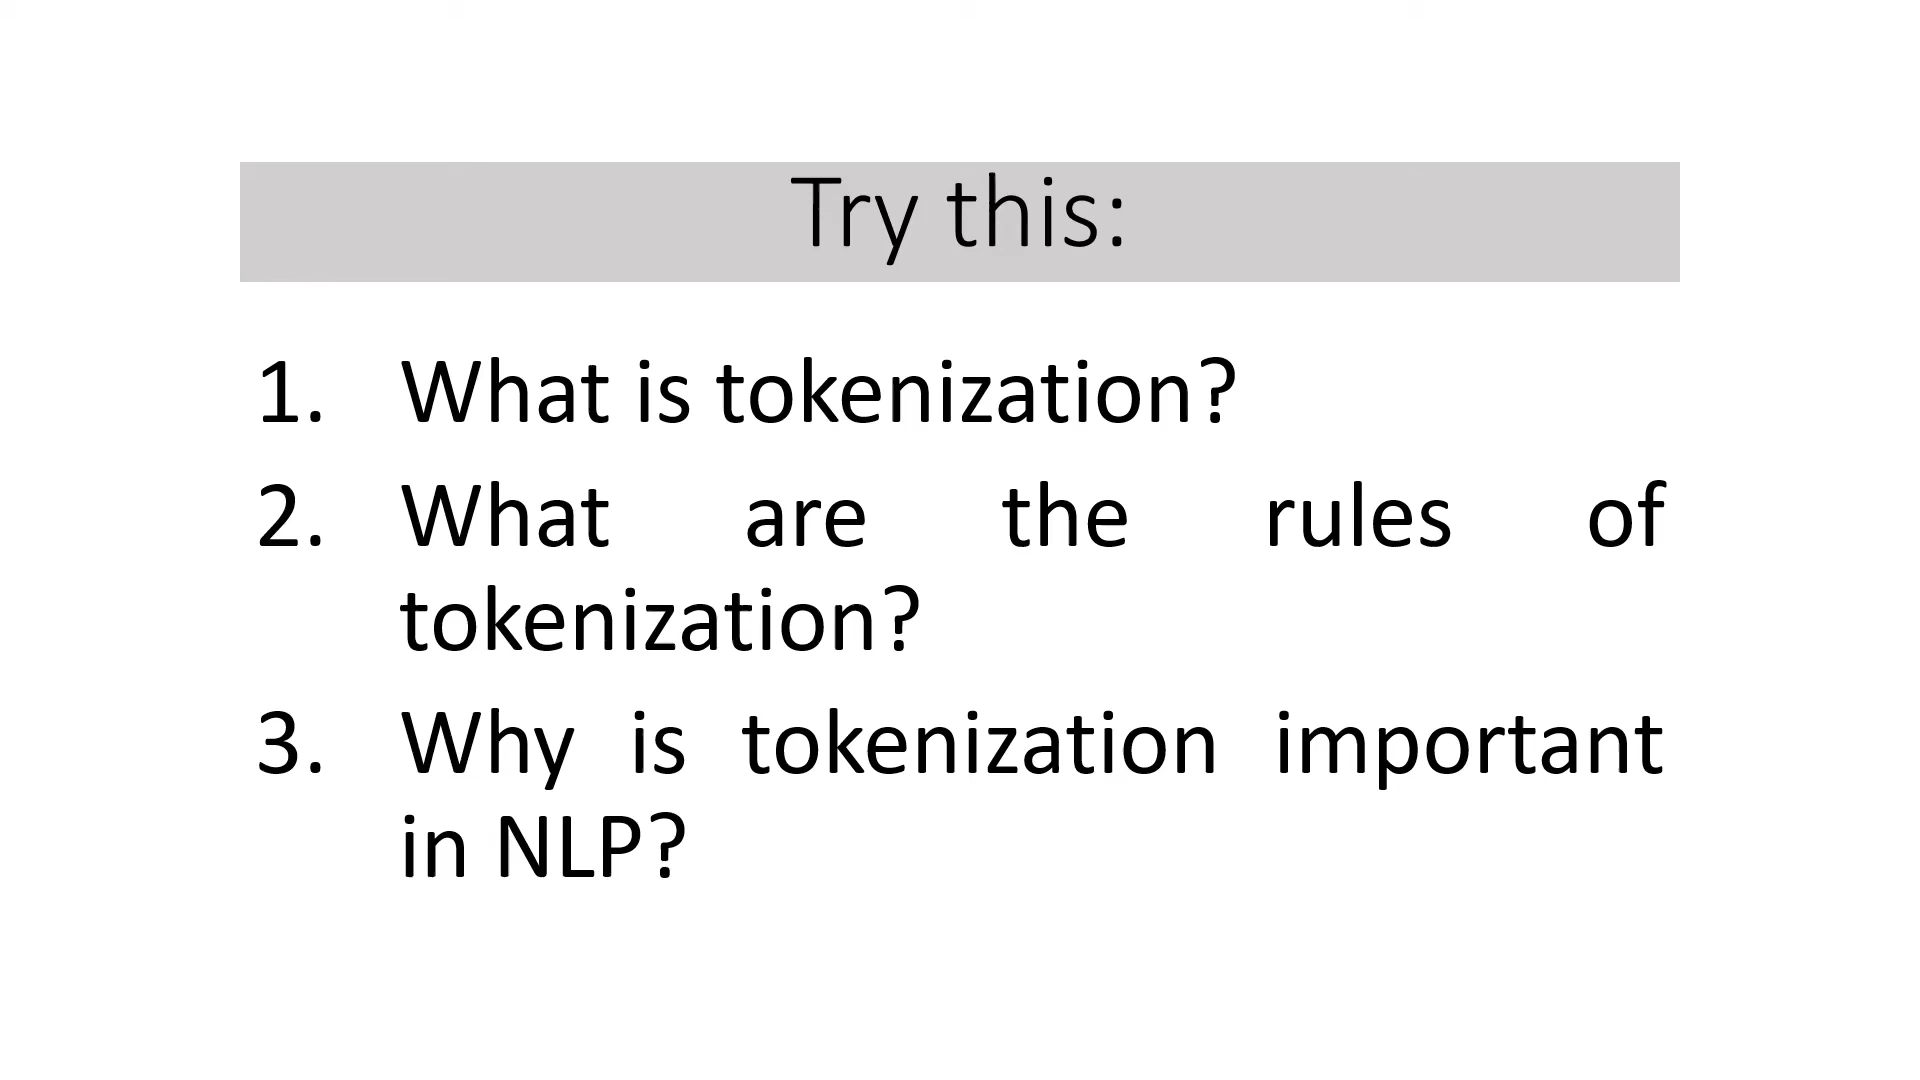 Try this:
1. What is tokenization?
2. What are the rules of
tokenization?
3. Why is tokenization important
in NLP?